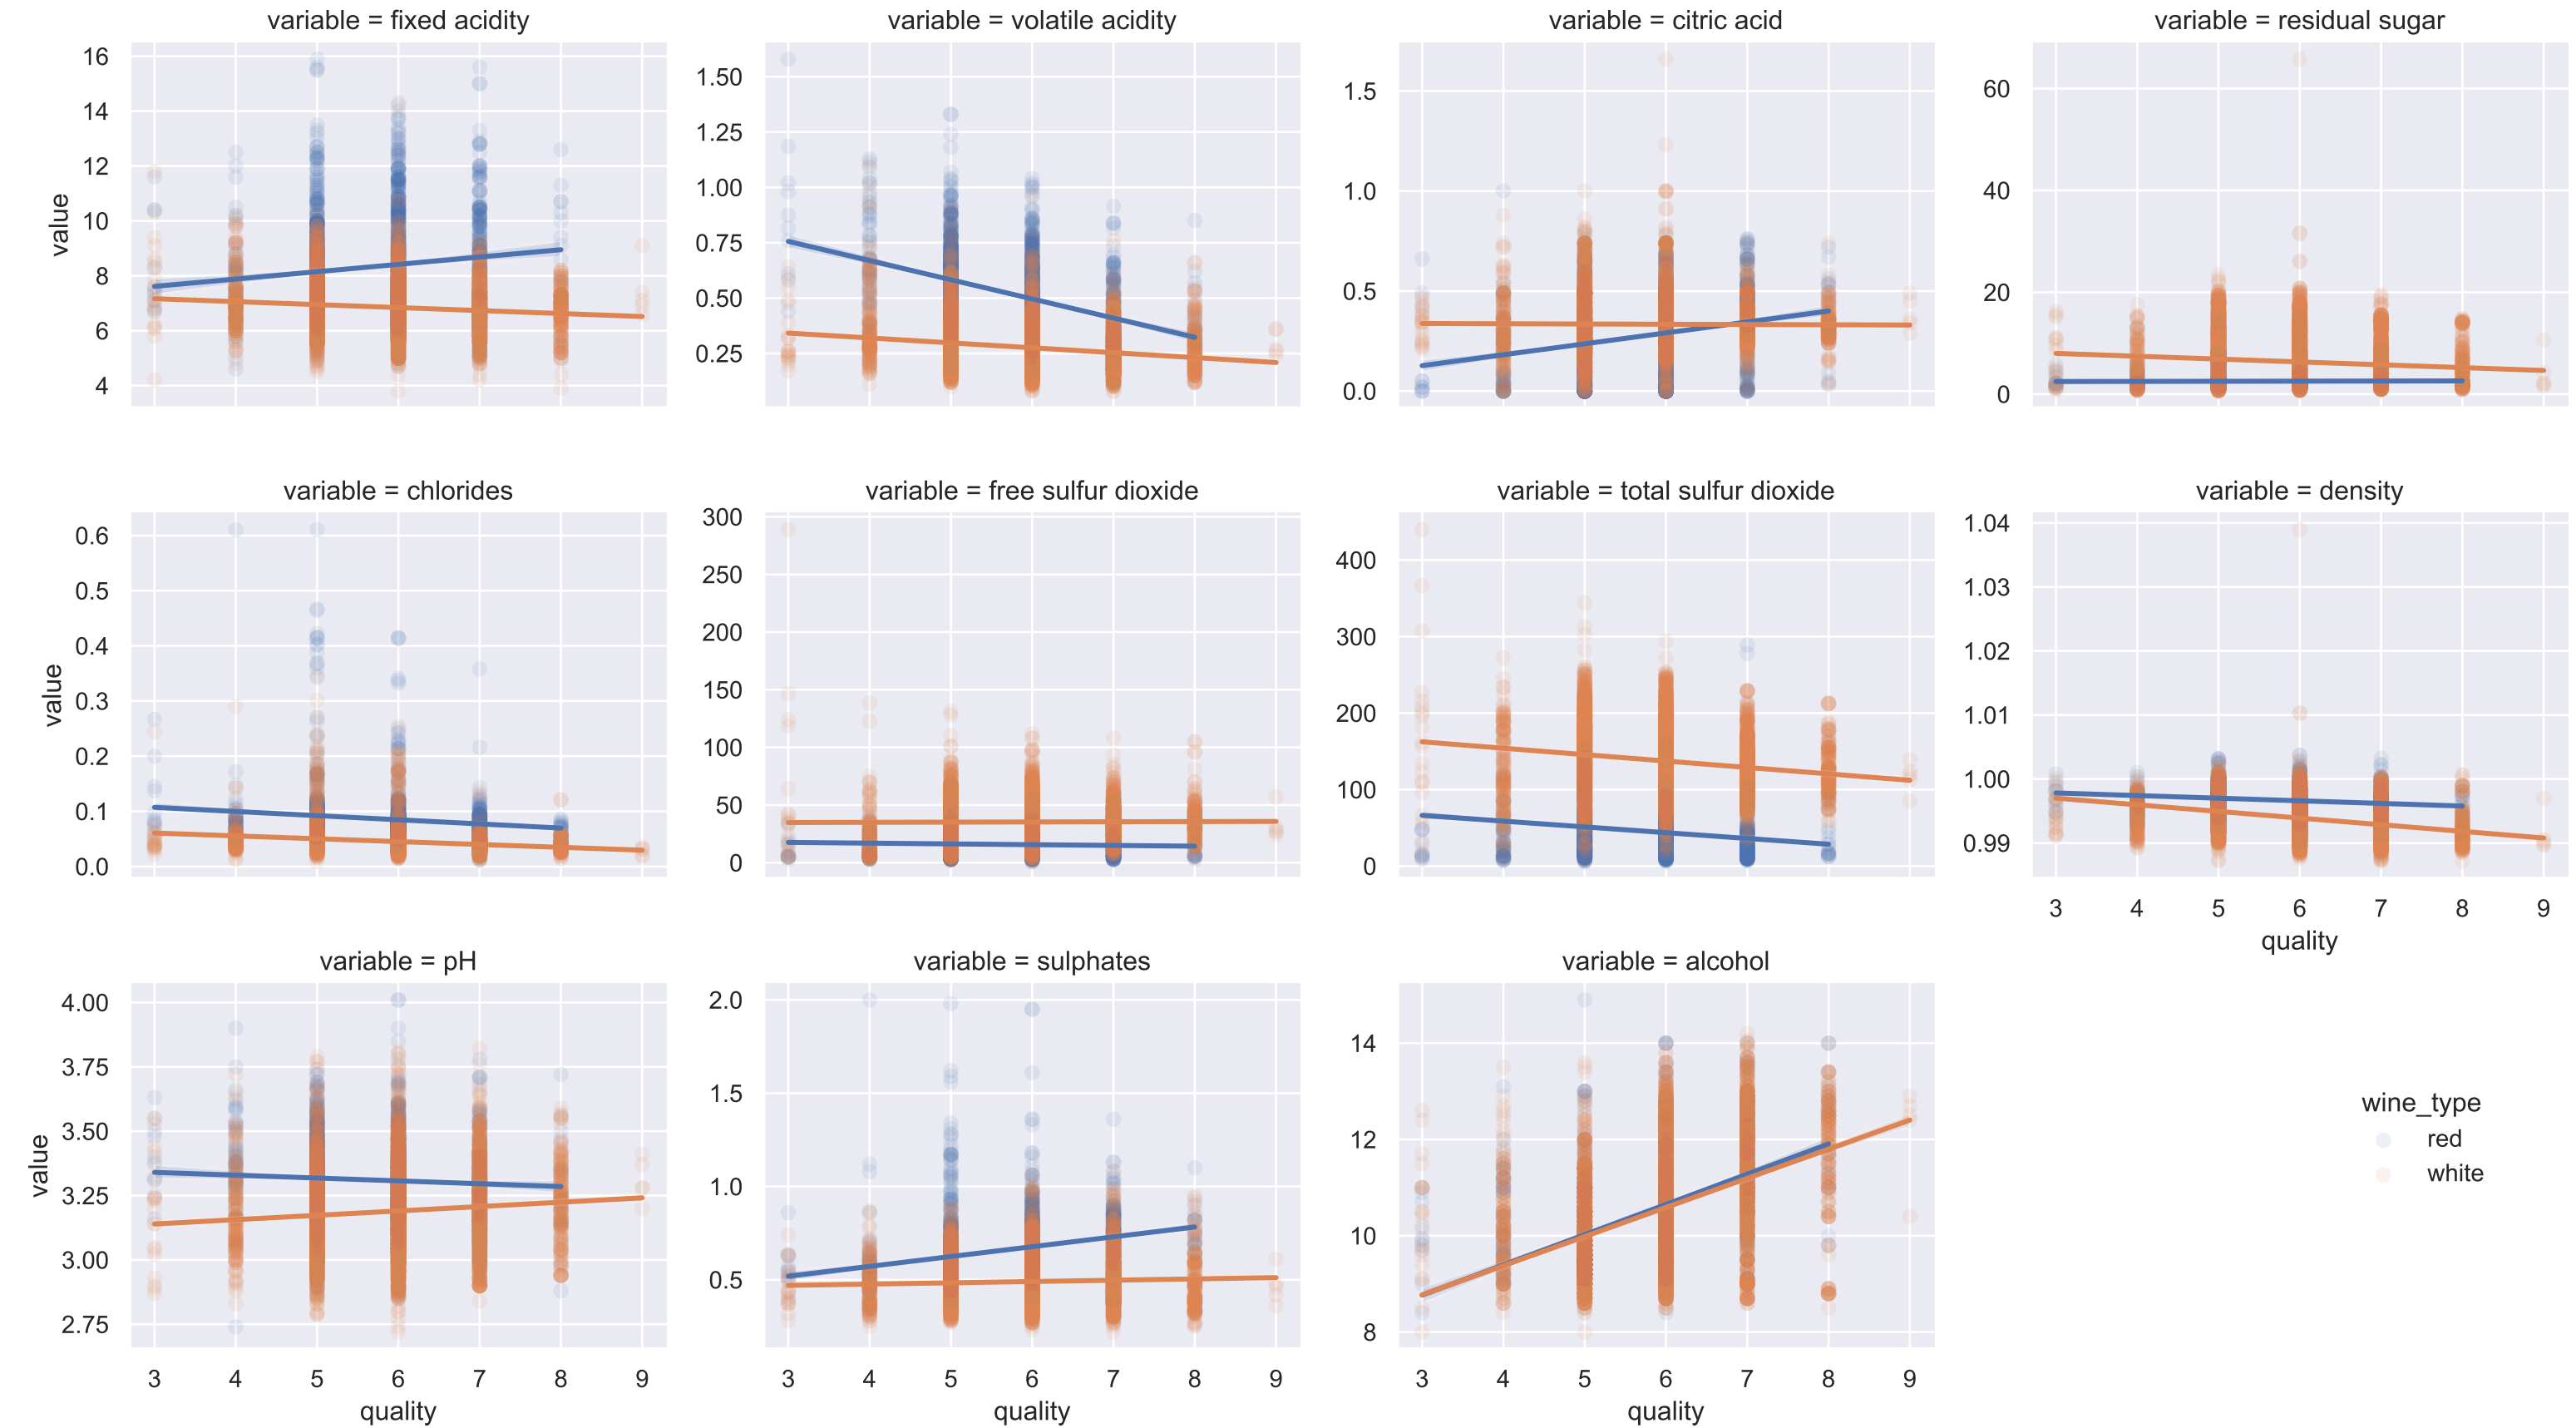 variable = fixed acidity
16
14
12
10
8
6
4
value
variable = volatile acidity
1.50
1.25
1.00
0.75
0.50
0.25
variable = citric acid
1.5
1.0
0.5
0.0
variable = residual sugar
60
40
20
0
variable = chlorides
0.6
0.5
0.4
0.3
0.2
0.1
0.0
value
variable = free sulfur dioxide
300
250
200
150
100
50
0
variable = total sulfur dioxide
400
300
200
100
0
variable = density
1.04
1.03
1.02
1.01
1.00
0.99
3 4 5 6 7 8 9
quality
variable = pH
4.00
3.75
3.50
3.25
3.00
2.75
value
3 4 5 6 7 8 9
quality
variable = sulphates
2.0
1.5
1.0
0.5
3 4 5 6 7 8 9
quality
variable = alcohol
14
12
10
8
3 4 5 6 7 8 9
quality
wine_type
red
white